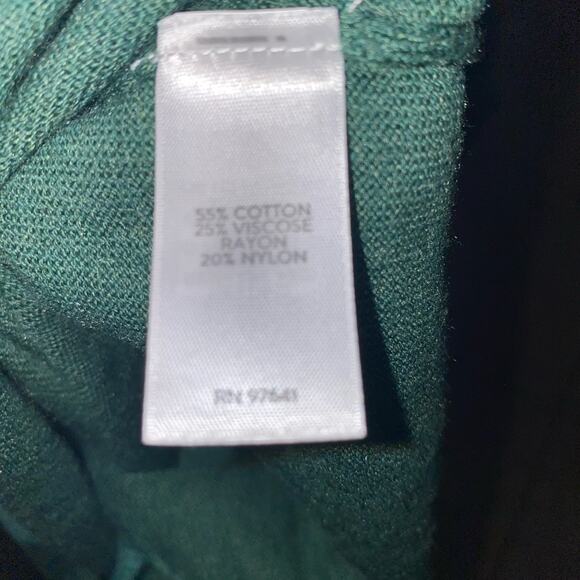 55% COTTON
25% VISCOSE
RAYON
20% NYLON
RN 97641